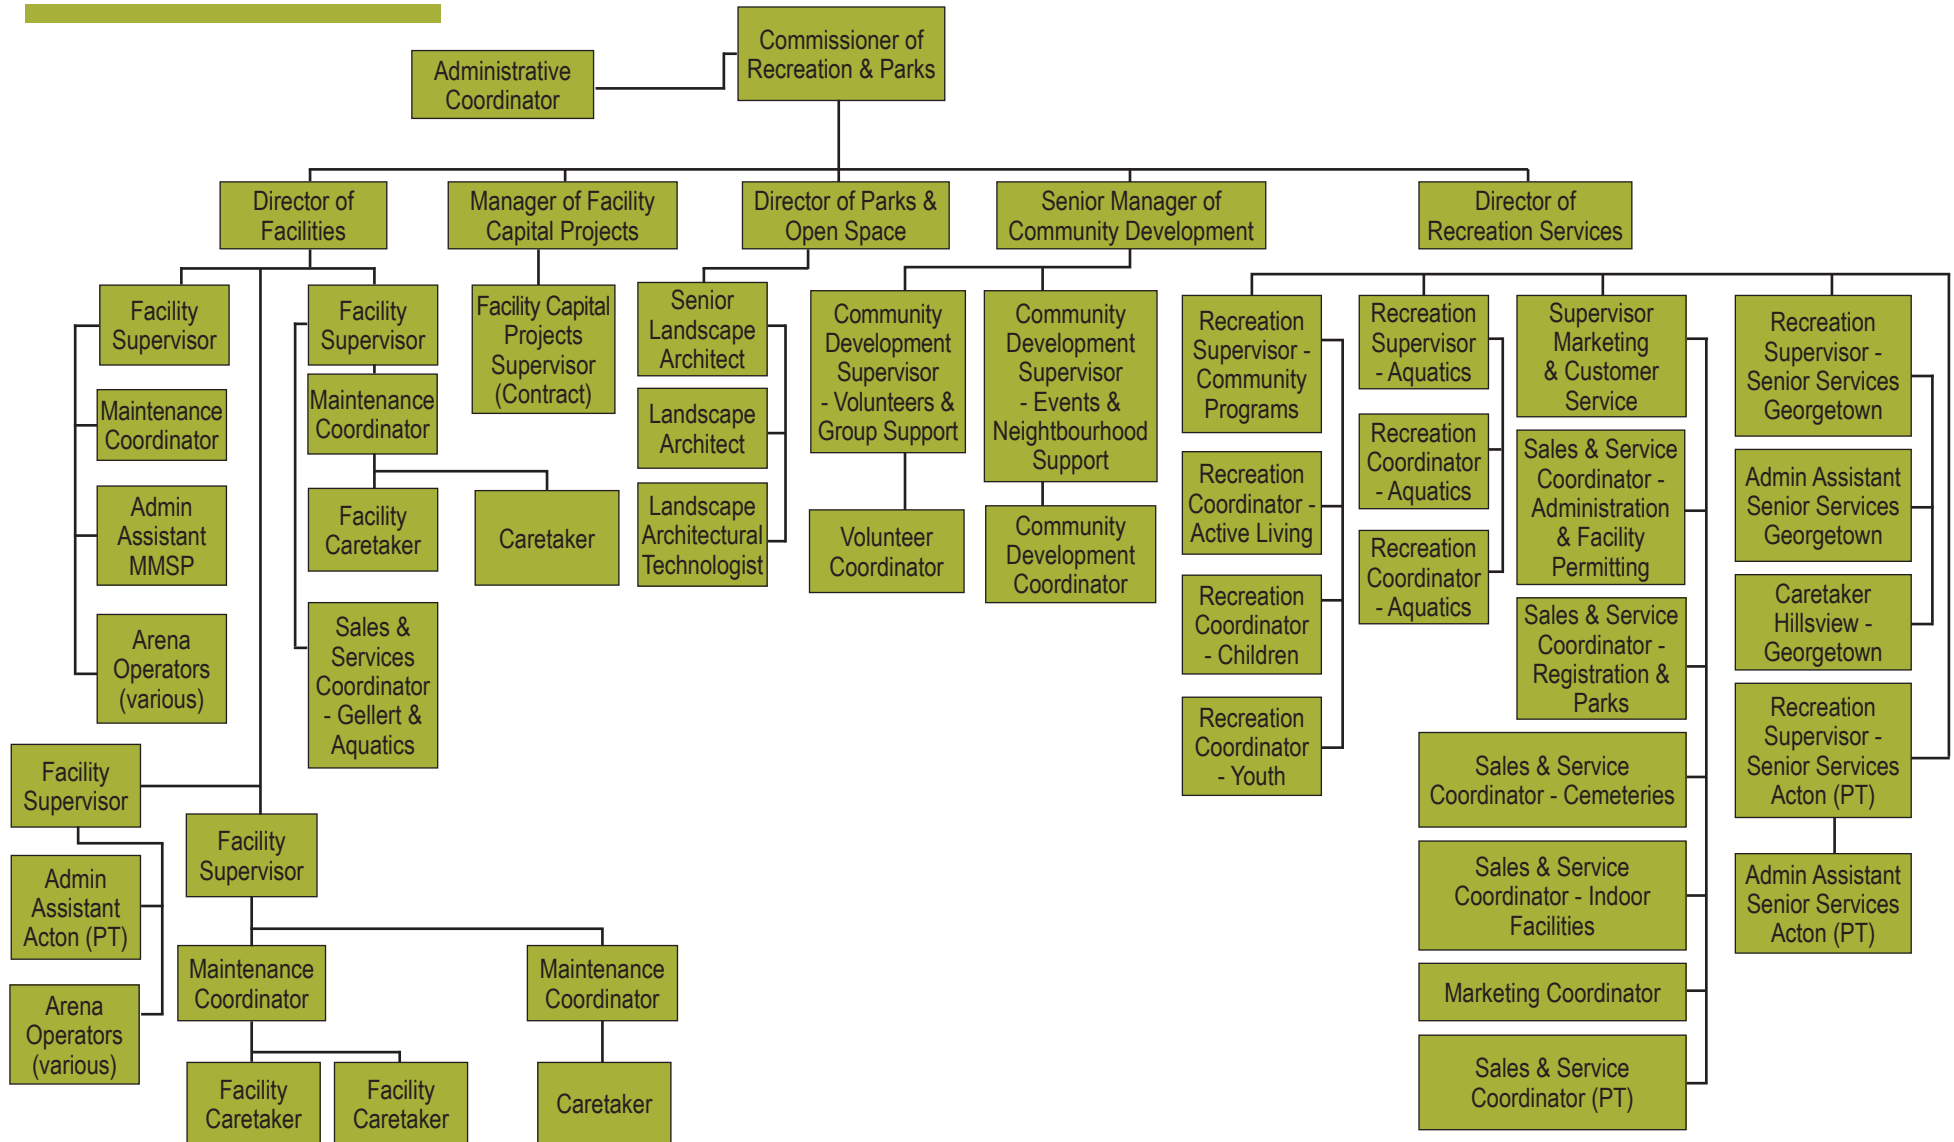 Commissioner of
Recreation & Parks
Administrative
Coordinator
Director of
Facilities
Manager of Facility
Capital Projects
Director of Parks &
Open Space
Senior Manager of
Community Development
Director of
Recreation Services
Facility
Supervisor
Maintenance
Coordinator
Admin
Assistant
MMSP
Arena
Operators
(various)
Facility
Supervisor
Maintenance
Coordinator
Facility
Caretaker
Caretaker
Sales &
Services
Coordinator
- Gellert &
Aquatics
Facility
Supervisor
Admin
Assistant
Acton (PT)
Arena
Operators
(various)
Facility
Supervisor
Maintenance
Coordinator
Facility
Caretaker
Facility
Caretaker
Maintenance
Coordinator
Caretaker
Facility Capital
Projects
Supervisor
(Contract)
Senior
Landscape
Architect
Landscape
Architect
Landscape
Architectural
Technologist
Community
Development
Supervisor
- Volunteers &
Group Support
Volunteer
Coordinator
Community
Development
Supervisor
- Events &
Neighbourhood
Support
Community
Development
Coordinator
Recreation
Supervisor -
Community
Programs
Recreation
Coordinator -
Active Living
Recreation
Coordinator
- Children
Recreation
Coordinator
- Youth
Recreation
Supervisor
- Aquatics
Recreation
Coordinator
- Aquatics
Recreation
Coordinator
- Aquatics
Supervisor
Marketing
& Customer
Service
Sales & Service
Coordinator -
Administration
& Facility
Permitting
Sales & Service
Coordinator -
Registration &
Parks
Sales & Service
Coordinator - Cemeteries
Sales & Service
Coordinator - Indoor
Facilities
Marketing Coordinator
Sales & Service
Coordinator (PT)
Recreation
Supervisor -
Senior Services
Georgetown
Admin Assistant
Senior Services
Georgetown
Caretaker
Hillsview -
Georgetown
Recreation
Supervisor -
Senior Services
Acton (PT)
Admin Assistant
Senior Services
Acton (PT)